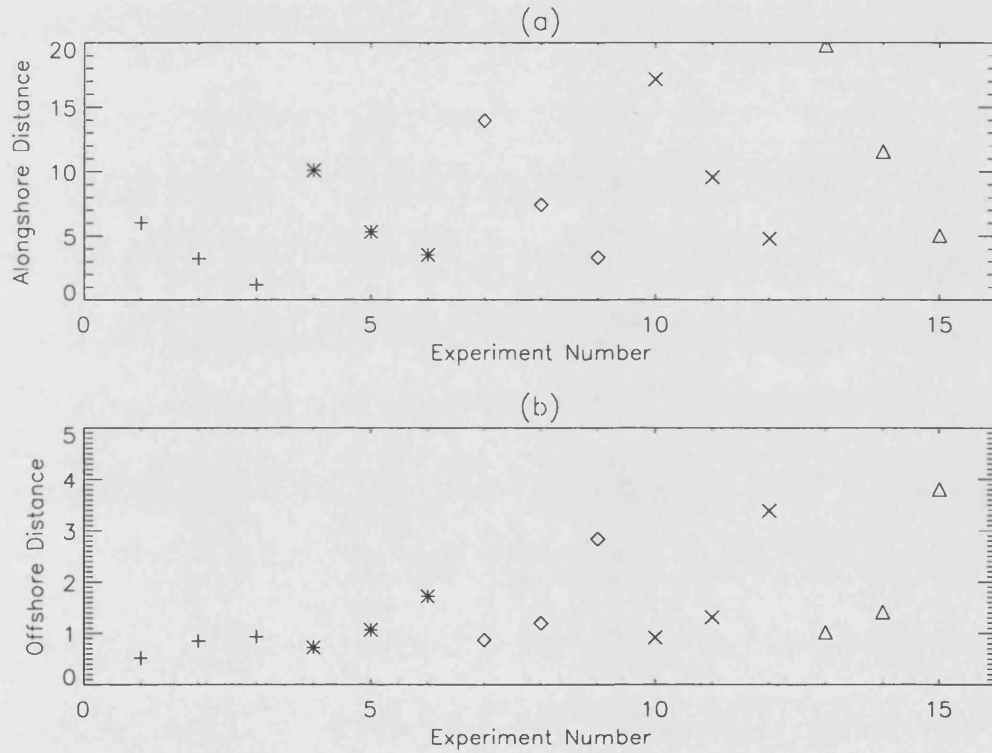 (a)
20
15
10
5
0
Alongshore Distance
0 5 10 15
Experiment Number
(b)
5
4
3
2
1
0
Offshore Distance
0 5 10 15
Experiment Number